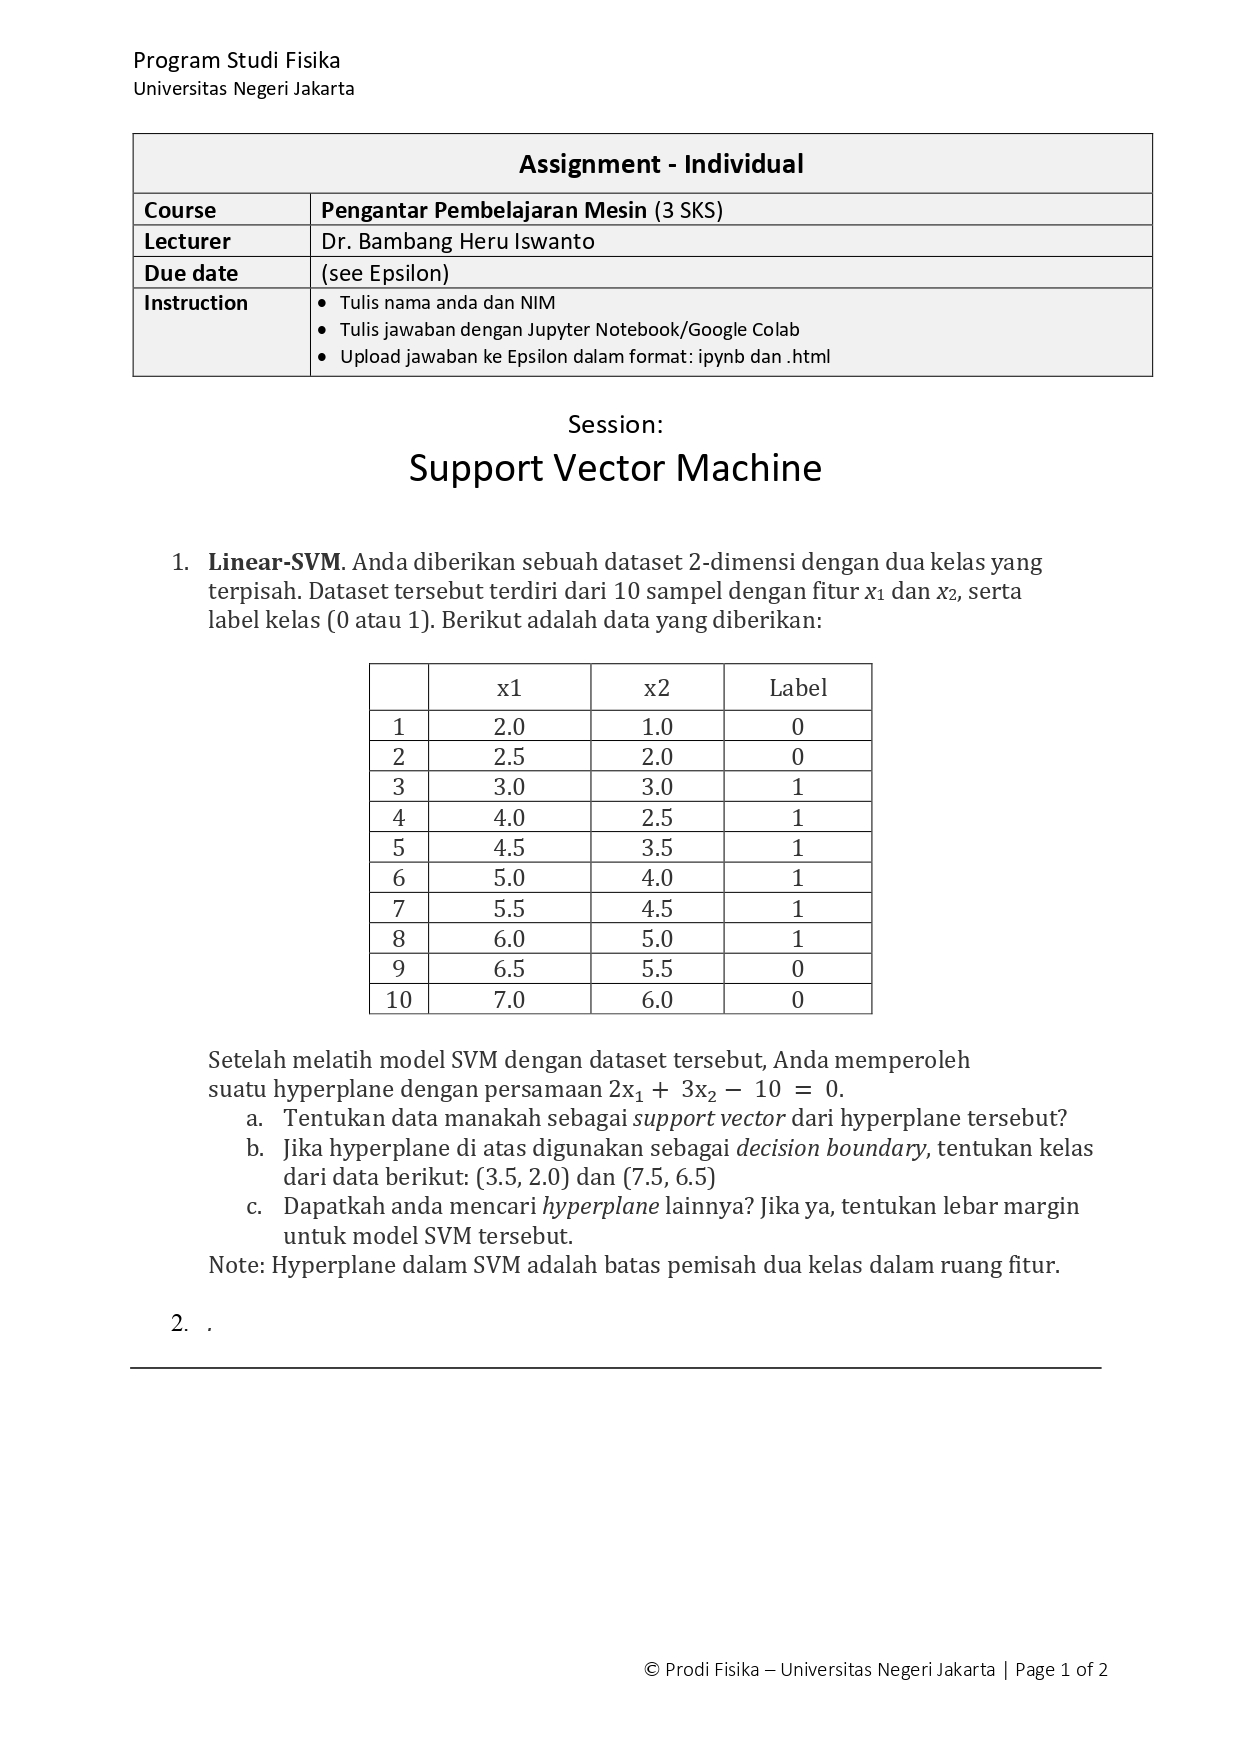 Program Studi Fisika
Universitas Negeri Jakarta
Assignment - Individual
Course Pengantar Pembelajaran Mesin (3 SKS)
Lecturer Dr. Bambang Heru Iswanto
Due date (see Epsilon)
Instruction • Tulis nama anda dan NIM
• Tulis jawaban dengan Jupyter Notebook/Google Colab
• Upload jawaban ke Epsilon dalam format: ipynb dan .html
Session:
Support Vector Machine
1. Linear-SVM. Anda diberikan sebuah dataset 2-dimensi dengan dua kelas yang
terpisah. Dataset tersebut terdiri dari 10 sampel dengan fitur x1 dan x2, serta
label kelas (0 atau 1). Berikut adalah data yang diberikan:
x1 x2 Label
1 2.0 1.0 0
2 2.5 2.0 0
3 3.0 3.0 1
4 4.0 2.5 1
5 4.5 3.5 1
6 5.0 4.0 1
7 5.5 4.5 1
8 6.0 5.0 1
9 6.5 5.5 0
10 7.0 6.0 0
Setelah melatih model SVM dengan dataset tersebut, Anda memperoleh
suatu hyperplane dengan persamaan 2x₁ + 3x₂ − 10 = 0.
a. Tentukan data manakah sebagai support vector dari hyperplane tersebut?
b. Jika hyperplane di atas digunakan sebagai decision boundary, tentukan kelas
dari data berikut: (3.5, 2.0) dan (7.5, 6.5)
c. Dapatkah anda mencari hyperplane lainnya? Jika ya, tentukan lebar margin
untuk model SVM tersebut.
Note: Hyperplane dalam SVM adalah batas pemisah dua kelas dalam ruang fitur.
2. .
© Prodi Fisika – Universitas Negeri Jakarta | Page 1 of 2